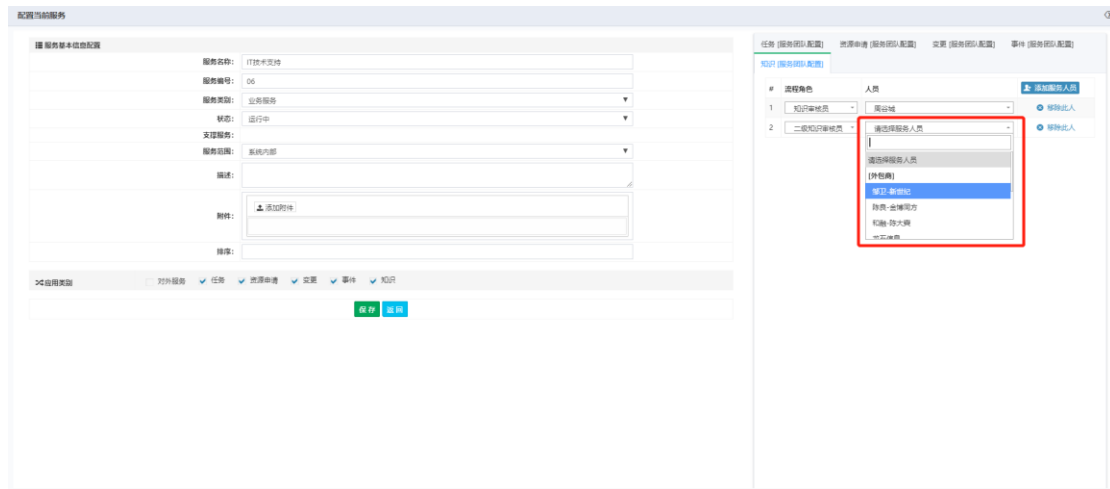 配置当前服务
服务基本信息配置
服务名称： IT技术支持
服务编号： 06
服务类别： 业务服务
状态： 运行中
支撑服务：
服务范围： 系统内部
描述：
附件： 添加附件
排序：
应用类别 对外服务 任务 资源申请 变更 事件 知识
保存 返回
任务 [服务团队配置] 资源申请 [服务团队配置] 变更 [服务团队配置] 事件 [服务团队配置]
知识 [服务团队配置]
# 流程角色 人员 添加服务人员
1 知识审核员 周谷城 移除此人
2 二级知识审核员 请选择服务人员 移除此人
请选择服务人员
[外包商]
邹卫-新世纪
陈良-金博同方
和融-陈大舜